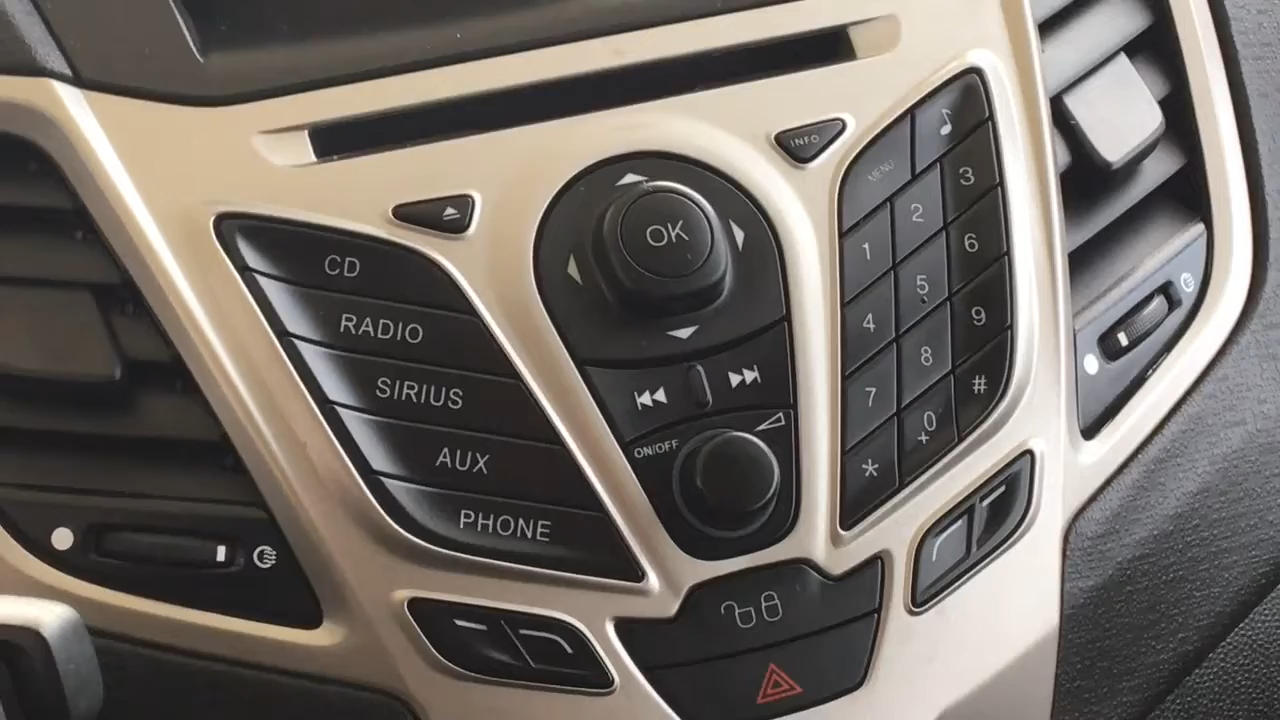 INFO
MENU
CD
RADIO
SIRIUS
AUX
PHONE
OK
ON/OFF
1 2 3
4 5 6
7 8 9
* 0 + #